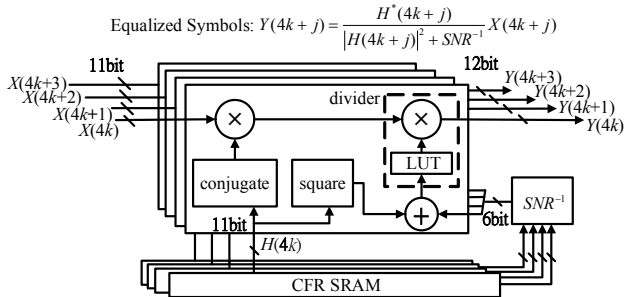 Equalized Symbols: Y(4k + j) = H*(4k + j) / |H(4k + j)|² + SNR⁻¹ X(4k + j)
11bit
12bit
X(4k+3)
X(4k+2)
X(4k+1)
X(4k)
divider
Y(4k+3)
Y(4k+2)
Y(4k+1)
Y(4k)
×
×
LUT
conjugate
square
+
SNR⁻¹
6bit
11bit
H(4k)
CFR SRAM